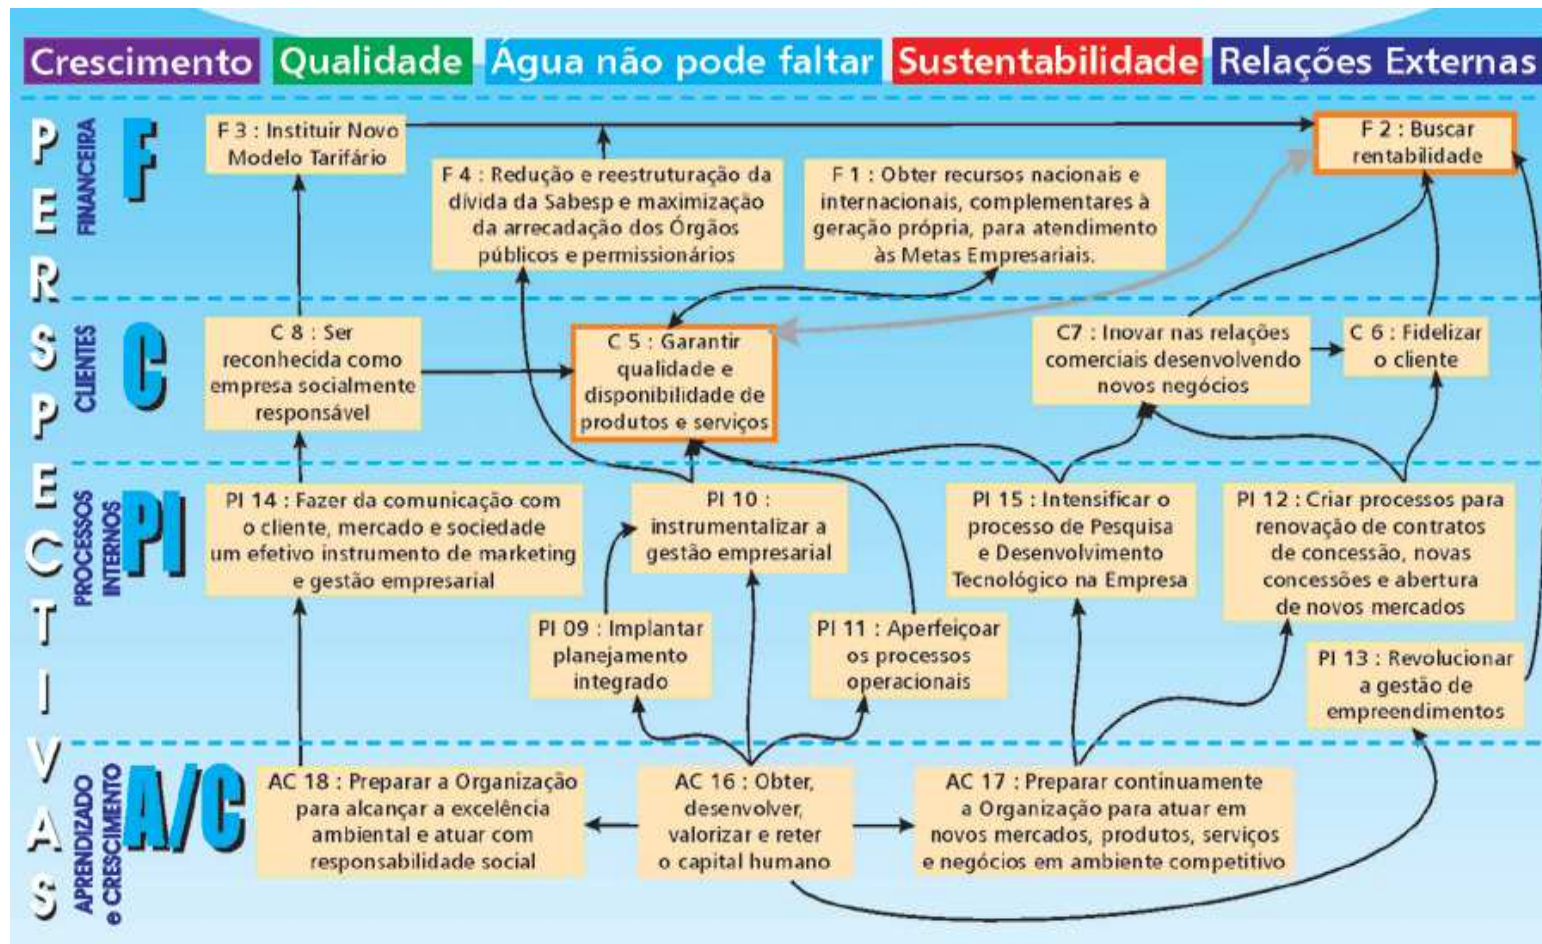 Crescimento
Qualidade
Água não pode faltar
Sustentabilidade
Relações Externas
PERSPECTIVAS
FINANCEIRA
F
F 3 : Instituir Novo
Modelo Tarifário
F 4 : Redução e reestruturação da
dívida da Sabesp e maximização
da arrecadação dos Órgãos
públicos e permissionários
F 1 : Obter recursos nacionais e
internacionais, complementares à
geração própria, para atendimento
às Metas Empresariais.
F 2 : Buscar
rentabilidade
CLIENTES
C
C 8 : Ser
reconhecida como
empresa socialmente
responsável
C 5 : Garantir
qualidade e
disponibilidade de
produtos e serviços
C7 : Inovar nas relações
comerciais desenvolvendo
novos negócios
C 6 : Fidelizar
o cliente
PROCESSOS
INTERNOS
PI
PI 14 : Fazer da comunicação com
o cliente, mercado e sociedade
um efetivo instrumento de marketing
e gestão empresarial
PI 10 :
instrumentalizar a
gestão empresarial
PI 15 : Intensificar o
processo de Pesquisa
e Desenvolvimento
Tecnológico na Empresa
PI 12 : Criar processos para
renovação de contratos
de concessão, novas
concessões e abertura
de novos mercados
PI 09 : Implantar
planejamento
integrado
PI 11 : Aperfeiçoar
os processos
operacionais
PI 13 : Revolucionar
a gestão de
empreendimentos
APRENDIZADO
e CRESCIMENTO
A/C
AC 18 : Preparar a Organização
para alcançar a excelência
ambiental e atuar com
responsabilidade social
AC 16 : Obter,
desenvolver,
valorizar e reter
o capital humano
AC 17 : Preparar continuamente
a Organização para atuar em
novos mercados, produtos, serviços
e negócios em ambiente competitivo